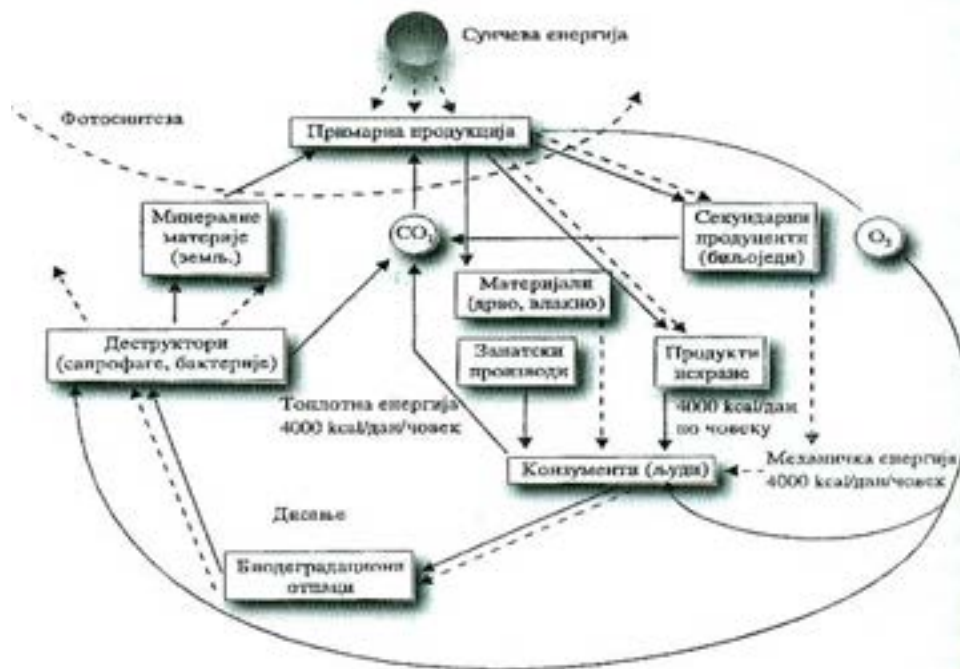 Сунчева енергија
Фотосинтеза
Примарна продукција
Минералне
материје
(земљ.)
CO₂
Секундарни
продуценти
(биљоједи)
O₂
Материјали
(дрво, влакно)
Деструктори
(сапрофаге, бактерије)
Занатски
производи
Продукти
исхране
Топлотна енергија
4000 kcal/дан/човек
4000 kcal/дан
по човеку
Конзументи (људи)
Механичка енергија
4000 kcal/дан/човек
Дисање
Биодеградациони
отпаци